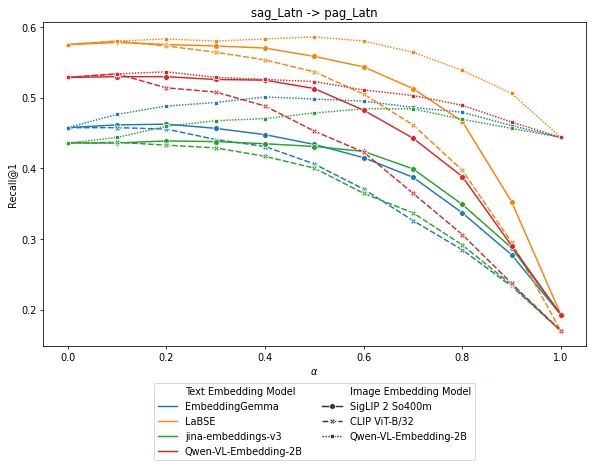 sag_Latn -> pag_Latn
Recall@1
0.6
0.5
0.4
0.3
0.2
0.0 0.2 0.4 0.6 0.8 1.0
α
Text Embedding Model
EmbeddingGemma
LaBSE
jina-embeddings-v3
Qwen-VL-Embedding-2B
Image Embedding Model
SigLIP 2 So400m
CLIP ViT-B/32
Qwen-VL-Embedding-2B